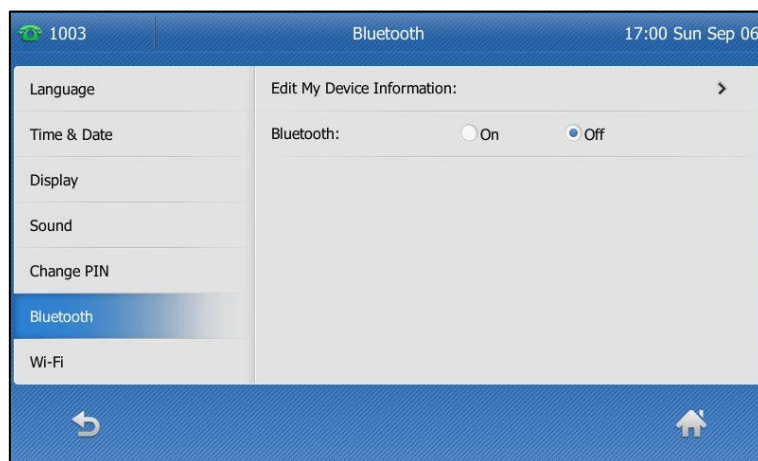 1003 Bluetooth 17:00 Sun Sep 06
Language
Time & Date
Display
Sound
Change PIN
Bluetooth
Wi-Fi
Edit My Device Information:
Bluetooth: On Off